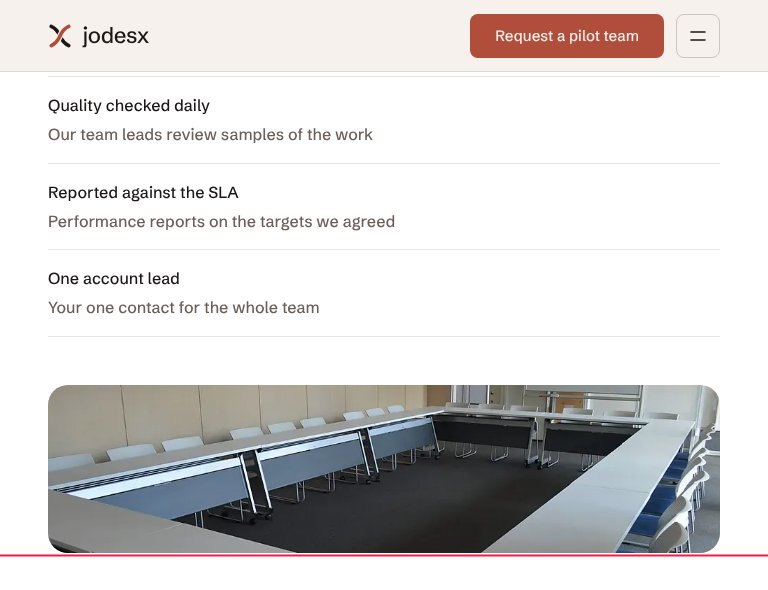 jodesx
Request a pilot team
Quality checked daily
Our team leads review samples of the work
Reported against the SLA
Performance reports on the targets we agreed
One account lead
Your one contact for the whole team